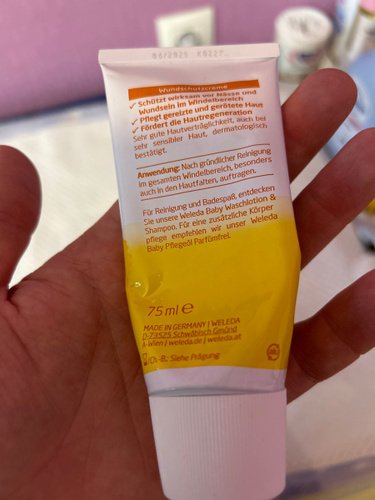 Wundschutzcreme
✓ Schützt wirksam vor Nässe und
Wundsein im Windelbereich
✓ Pflegt gereizte und gerötete Haut
✓ Fördert die Hautregeneration
Sehr gute Hautverträglichkeit, auch bei
sehr sensibler Haut, dermatologisch
bestätigt.
Anwendung: Nach gründlicher Reinigung
im gesamten Windelbereich, besonders
auch in den Hautfalten, auftragen.
Für Reinigung und Badespaß entdecken
Sie unsere Weleda Baby Waschlotion &
Shampoo. Für eine zusätzliche Körper
pflege empfehlen wir unser Weleda
Baby Pflegeöl Parfümfrei.
75 ml ℮
MADE IN GERMANY | WELEDA
D-73525 Schwäbisch Gmünd
A-Wien | weleda.de | weleda.at
/Ch.-B.: Siehe Prägung